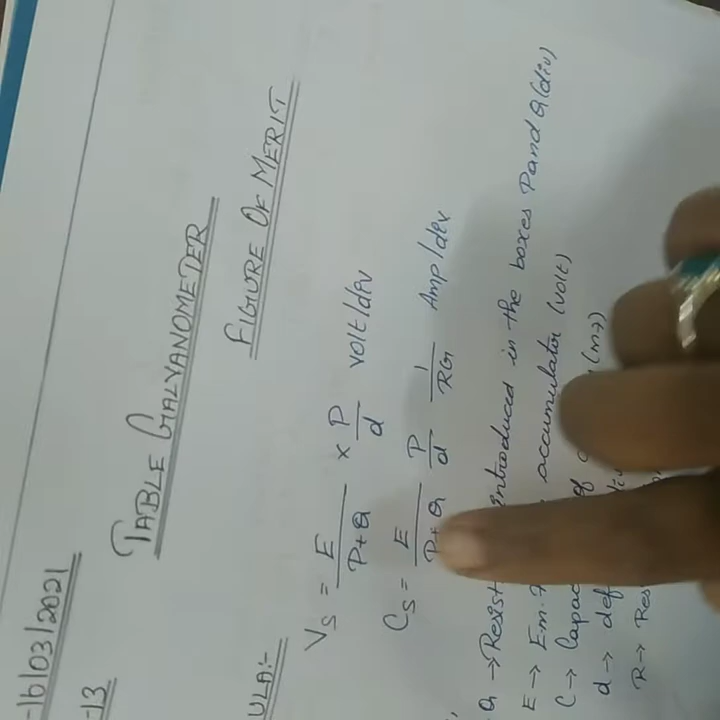 -16/03/2021
-13
TABLE GALVANOMETER
FIGURE OF MERIT
ULA:-
Vs = E/P+Q × P/d volt/div
Cs = E/P+Q P/d 1/RG Amp/div
Q → Resist introduced in the boxes P and Q (div)
E → E.m.f accumulator (volt)
C → Capac of
d → def
R → Res